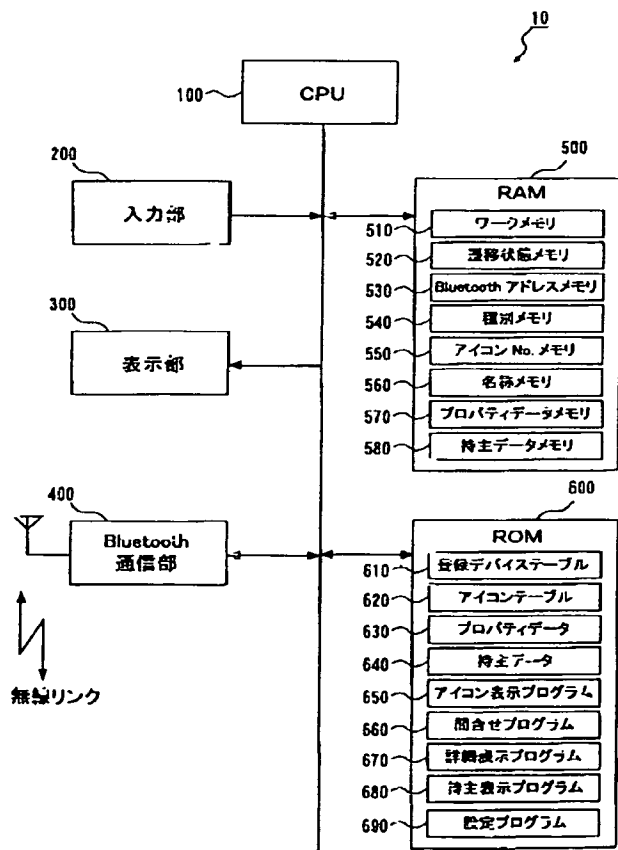 10
100
CPU
200
入力部
300
表示部
400
Bluetooth
通信部
無線リンク
500
RAM
510
ワークメモリ
520
遷移状態メモリ
530
Bluetooth アドレスメモリ
540
種別メモリ
550
アイコン No. メモリ
560
名称メモリ
570
プロパティデータメモリ
580
持主データメモリ
600
ROM
610
登録デバイステーブル
620
アイコンテーブル
630
プロパティデータ
640
持主データ
650
アイコン表示プログラム
660
問合せプログラム
670
詳細表示プログラム
680
持主表示プログラム
690
設定プログラム